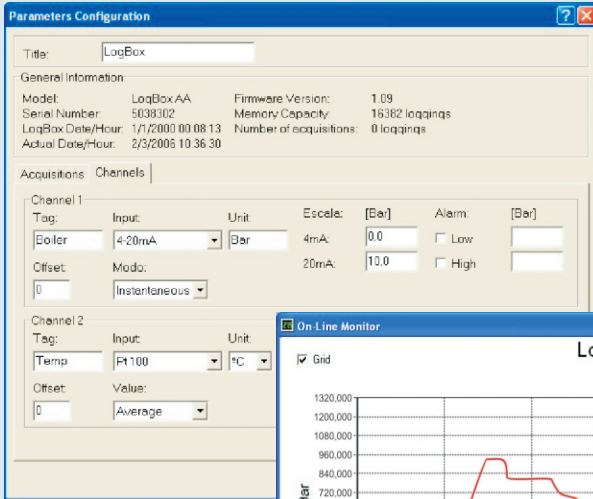 Parameters Configuration
Title: LogBox
General Information
Model: LogBox AA Firmware Version: 1.09
Serial Number: 5038302 Memory Capacity: 16382 loggings
LogBox Date/Hour: 1/1/2000 00.08.13 Number of acquisitions: 0 loggings
Actual Date/Hour: 2/3/2006 10.36.30
Acquisitions Channels
Channel 1
Tag: Input: Unit: Escala: [Bar] Alarm: [Bar]
Boiler 4-20mA Bar 4mA: 0.0 Low
20mA: 10.0 High
Offset: Modo:
0 Instantaneous
Channel 2
Tag: Input: Unit:
Temp Pt100 °C
Offset: Value:
0 Average
On-Line Monitor
Grid
1320,000
1200,000
1080,000
960,000
840,000
720,000
Bar